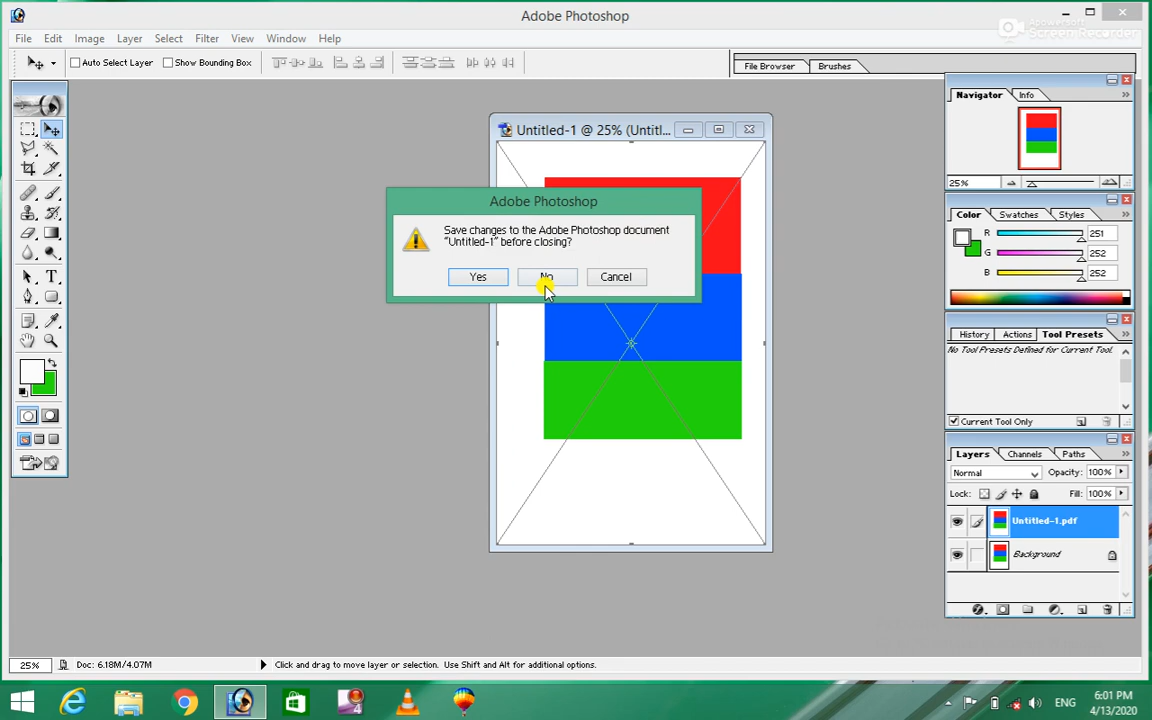 Adobe Photoshop
Apowersoft
Screen Recorder
File Edit Image Layer Select Filter View Window Help
Auto Select Layer Show Bounding Box
File Browser Brushes
Navigator Info
25%
Untitled-1 @ 25% (Untitl...
Adobe Photoshop
Save changes to the Adobe Photoshop document
"Untitled-1" before closing?
Yes No Cancel
Color Swatches Styles
R 251
G 252
B 252
History Actions Tool Presets
No Tool Presets Defined for Current Tool.
Current Tool Only
Layers Channels Paths
Normal Opacity: 100%
Lock: Fill: 100%
Untitled-1.pdf
Background
25% Doc: 6.18M/4.07M Click and drag to move layer or selection. Use Shift and Alt for additional options.
4
ENG
6:01 PM
4/13/2020